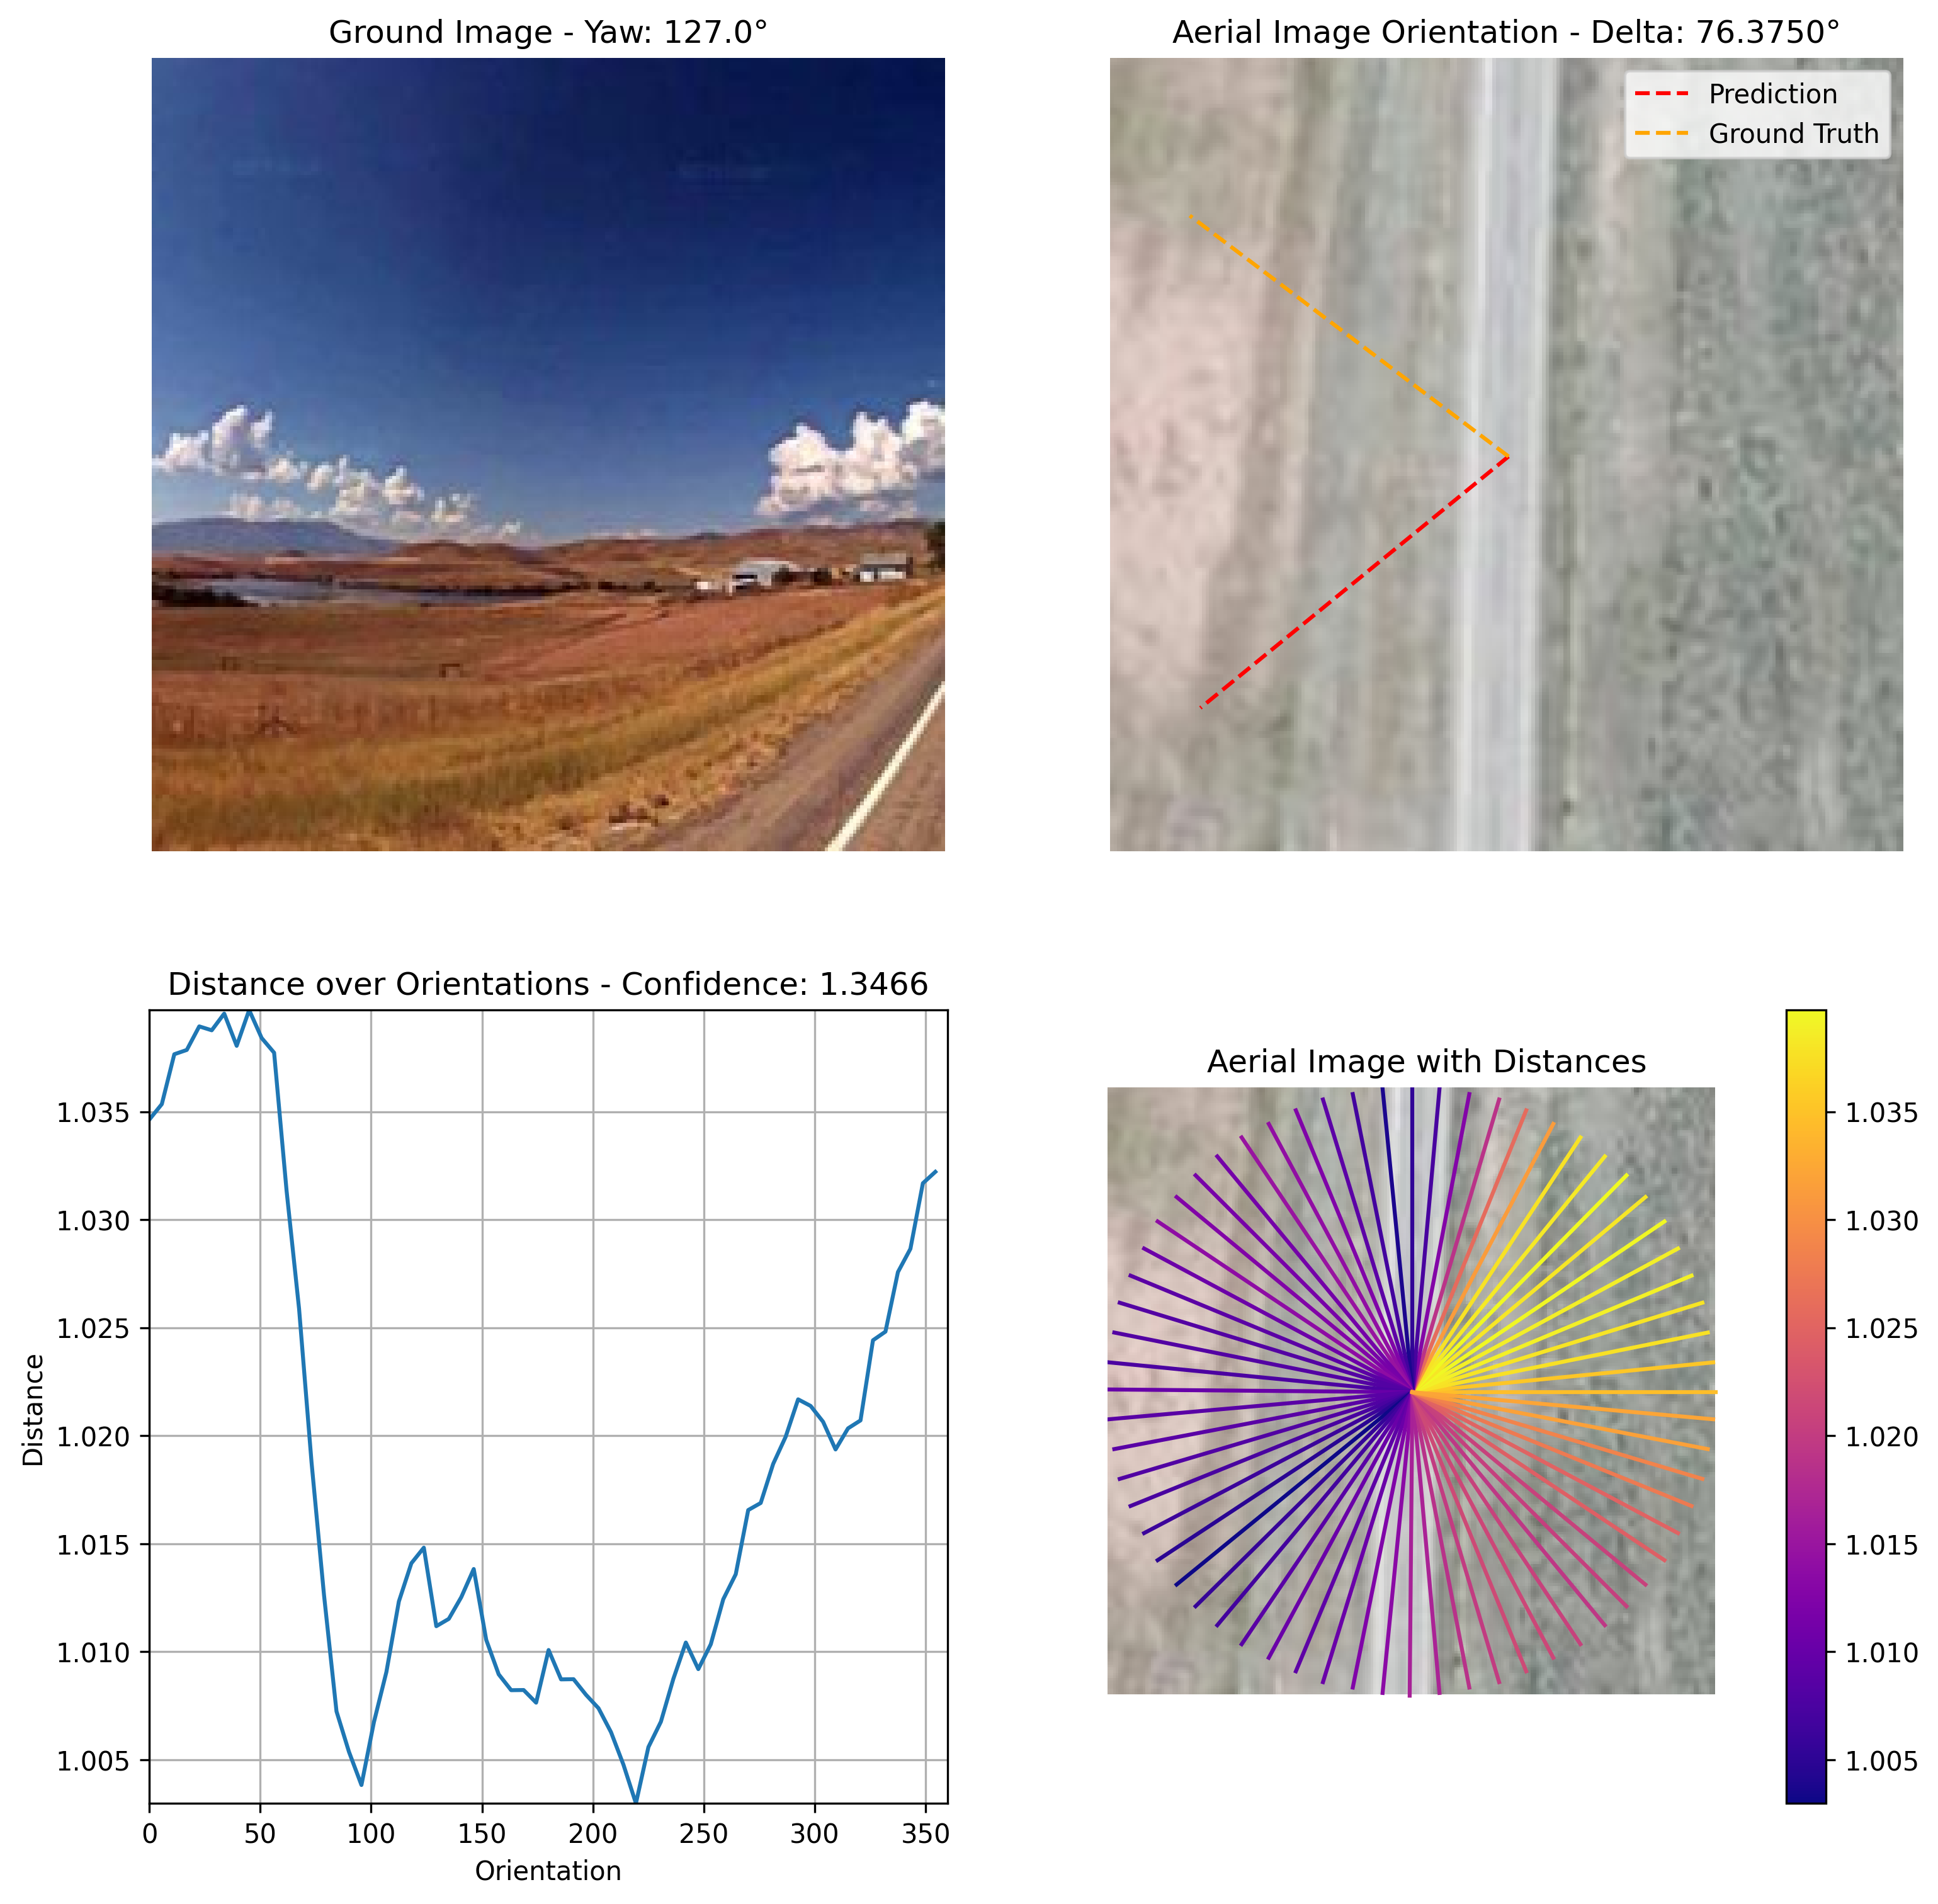 Ground Image - Yaw: 127.0°
Aerial Image Orientation - Delta: 76.3750°
Prediction
Ground Truth
Distance over Orientations - Confidence: 1.3466
1.035
1.030
1.025
1.020
1.015
1.010
1.005
Distance
0 50 100 150 200 250 300 350
Orientation
Aerial Image with Distances
1.035
1.030
1.025
1.020
1.015
1.010
1.005